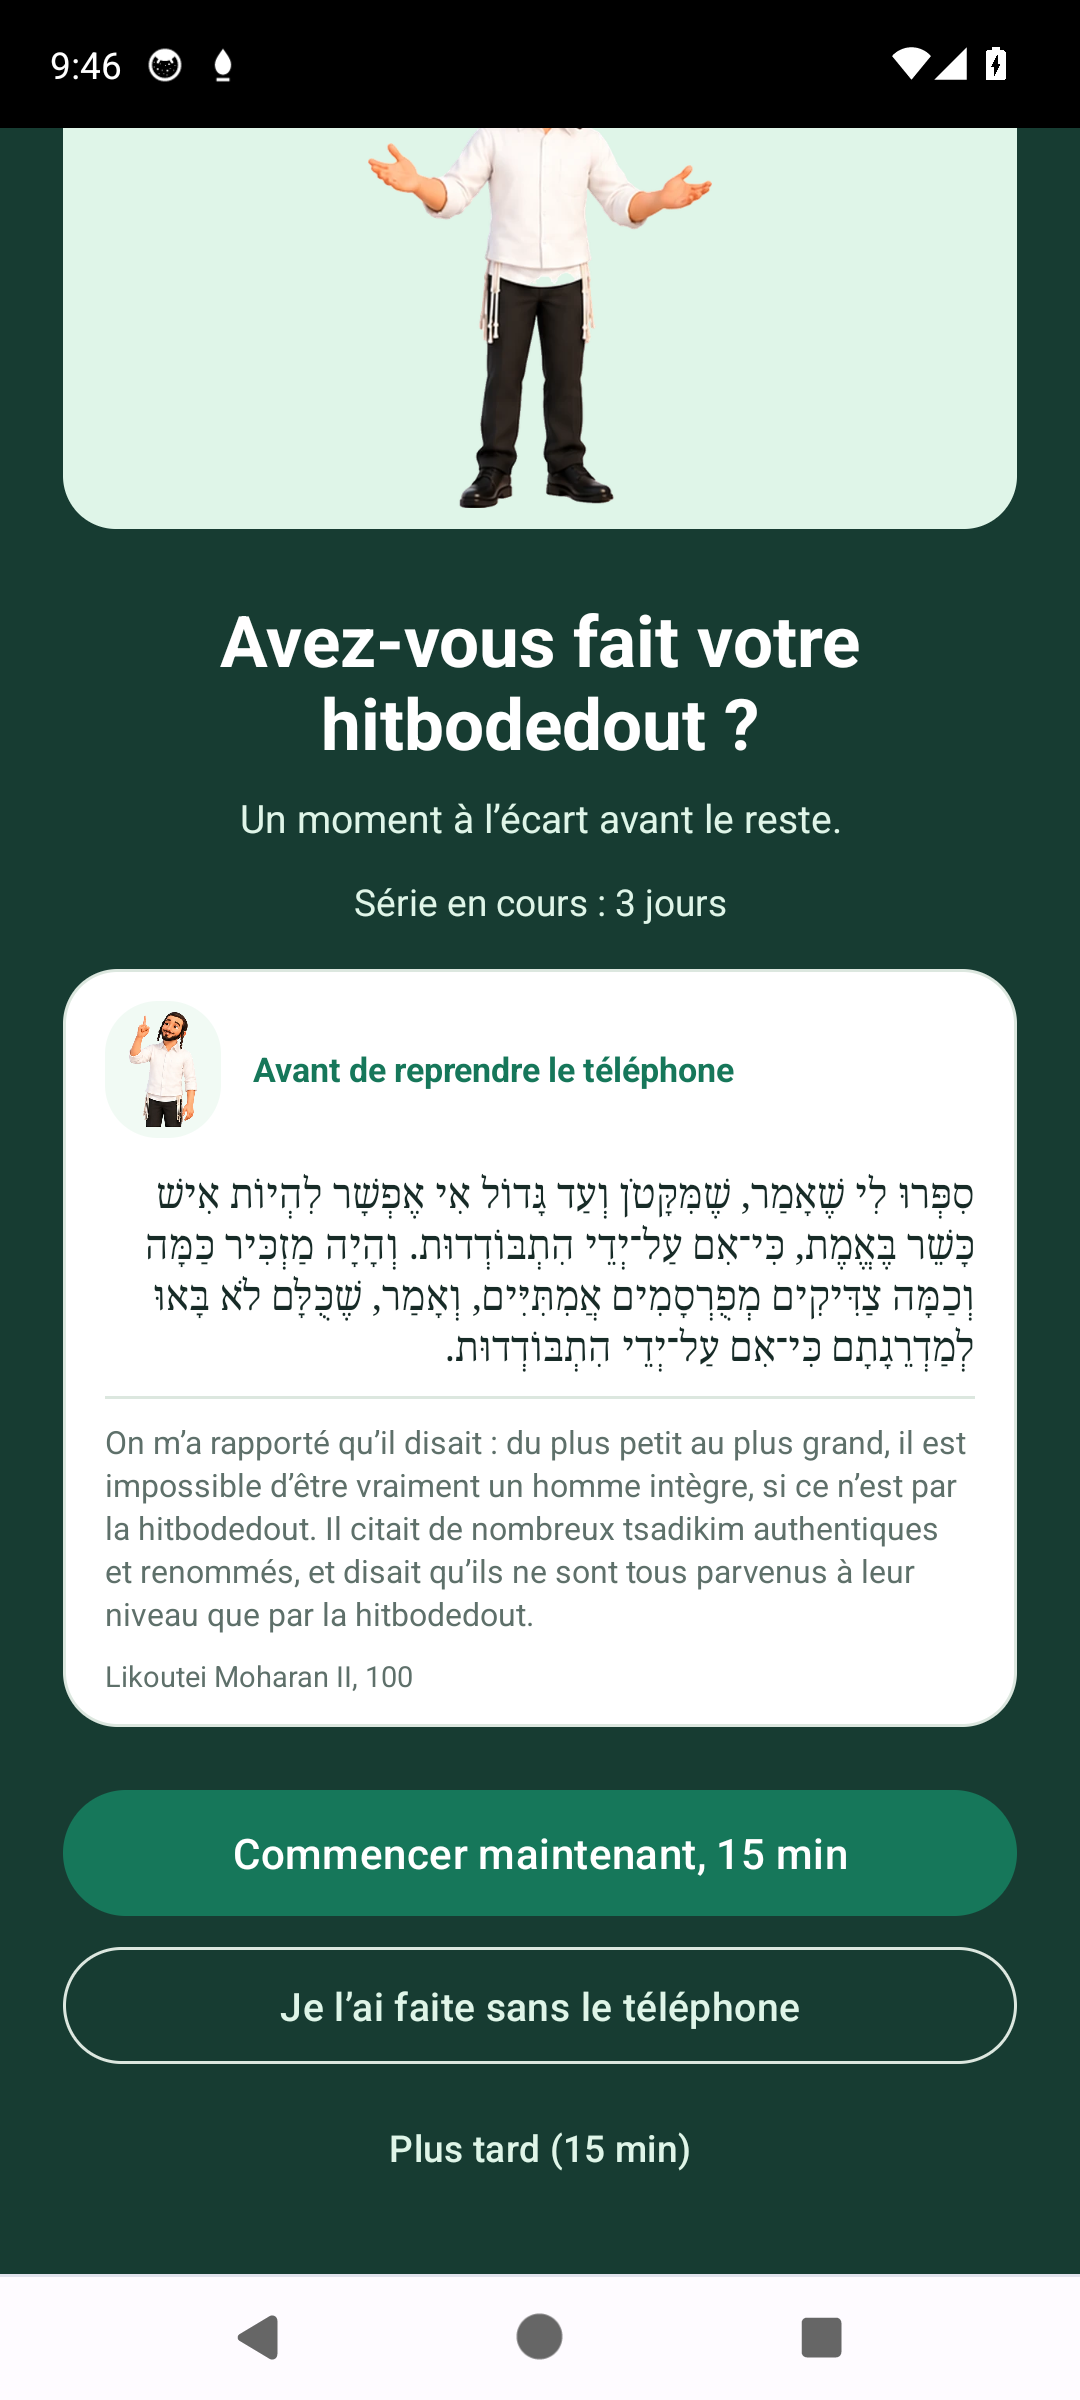 9:46
Avez-vous fait votre
hitbodedout ?
Un moment à l’écart avant le reste.
Série en cours : 3 jours
Avant de reprendre le téléphone
סִפְּרוּ לִי שֶׁאָמַר, שֶׁמִּקָּטֹן וְעַד גָּדוֹל אִי אֶפְשָׁר לִהְיוֹת אִישׁ
כָּשֵׁר בֶּאֱמֶת, כִּי־אִם עַל־יְדֵי הִתְבּוֹדְדוּת. וְהָיָה מַזְכִּיר כַּמָּה
וְכַמָּה צַדִּיקִים מְפֻרְסָמִים אֲמִתִּיִּים, וְאָמַר, שֶׁכֻּלָּם לֹא בָּאוּ
לְמַדְרֵגָתָם כִּי־אִם עַל־יְדֵי הִתְבּוֹדְדוּת.
On m’a rapporté qu’il disait : du plus petit au plus grand, il est
impossible d’être vraiment un homme intègre, si ce n’est par
la hitbodedout. Il citait de nombreux tsadikim authentiques
et renommés, et disait qu’ils ne sont tous parvenus à leur
niveau que par la hitbodedout.
Likoutei Moharan II, 100
Commencer maintenant, 15 min
Je l’ai faite sans le téléphone
Plus tard (15 min)